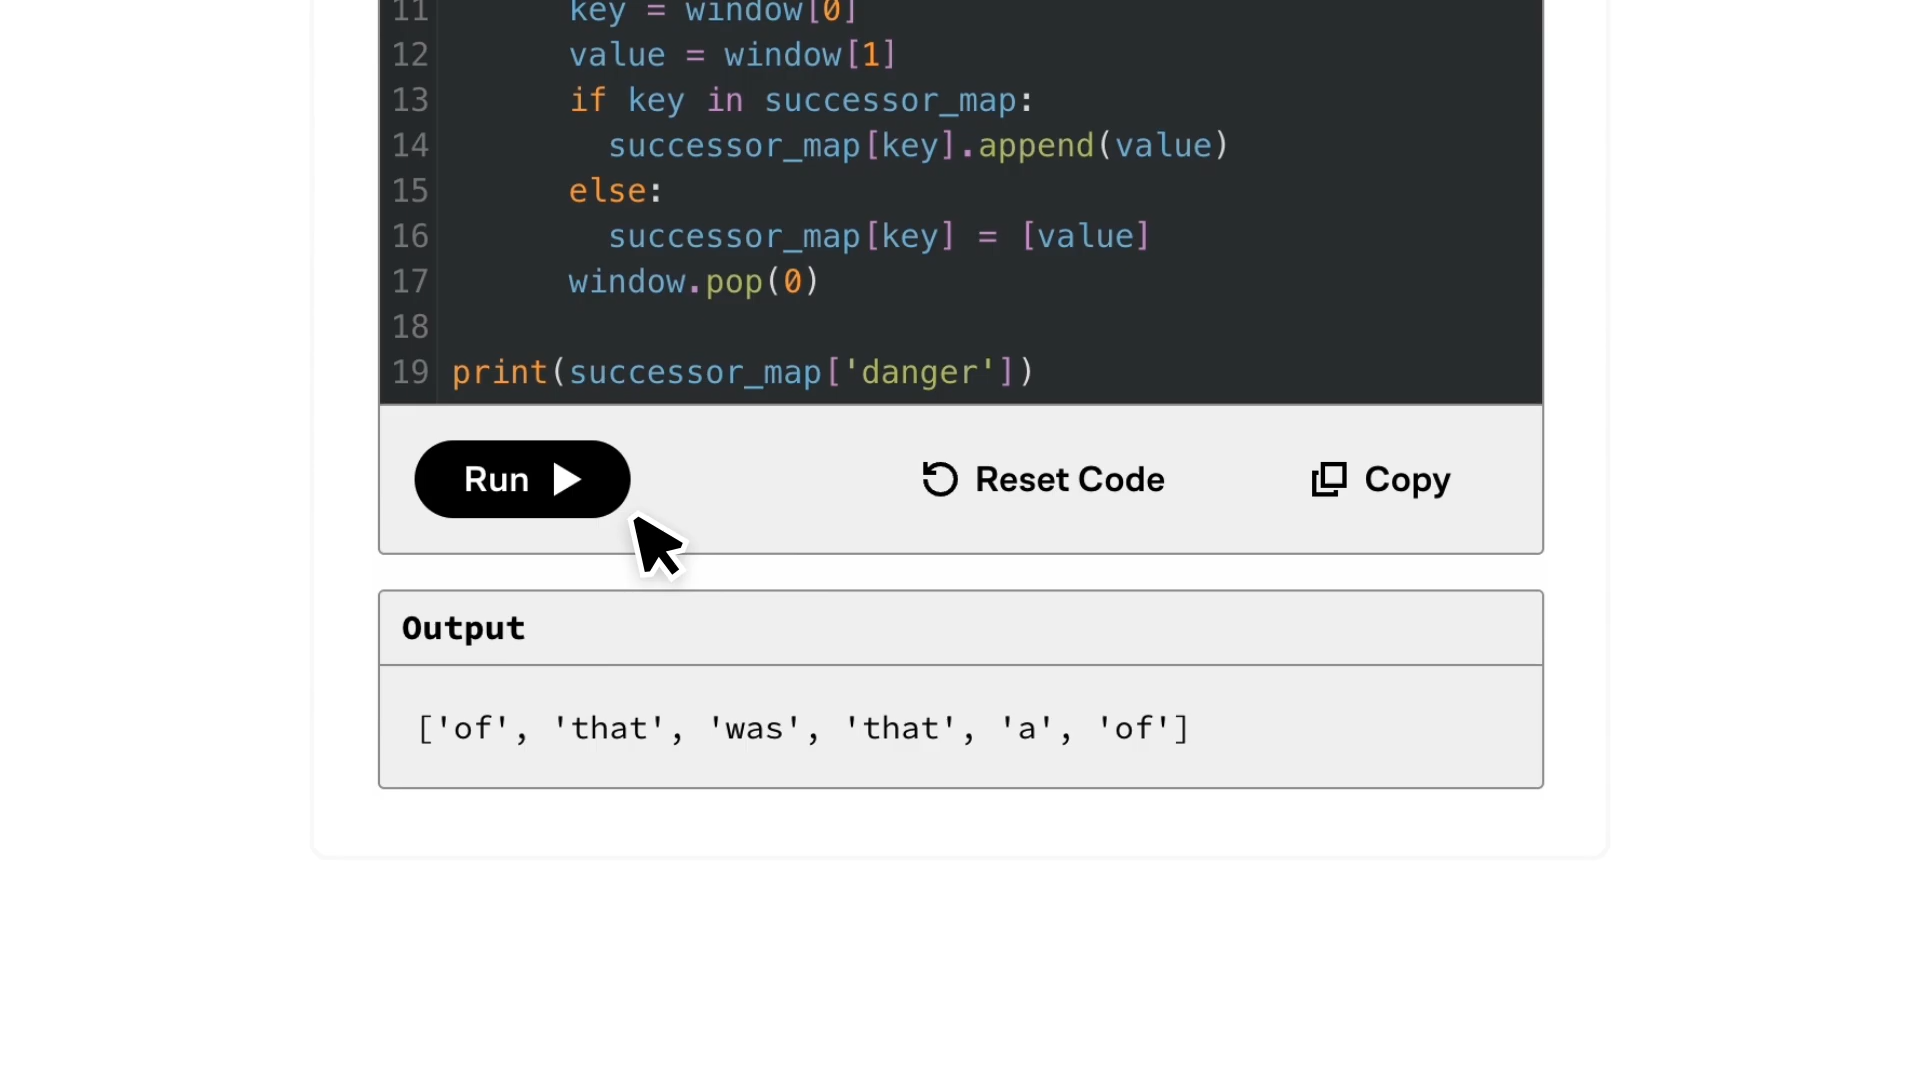 11 key = window[0]
12 value = window[1]
13 if key in successor_map:
14 successor_map[key].append(value)
15 else:
16 successor_map[key] = [value]
17 window.pop(0)
18
19 print(successor_map['danger'])
Run
Reset Code
Copy
Output
['of', 'that', 'was', 'that', 'a', 'of']